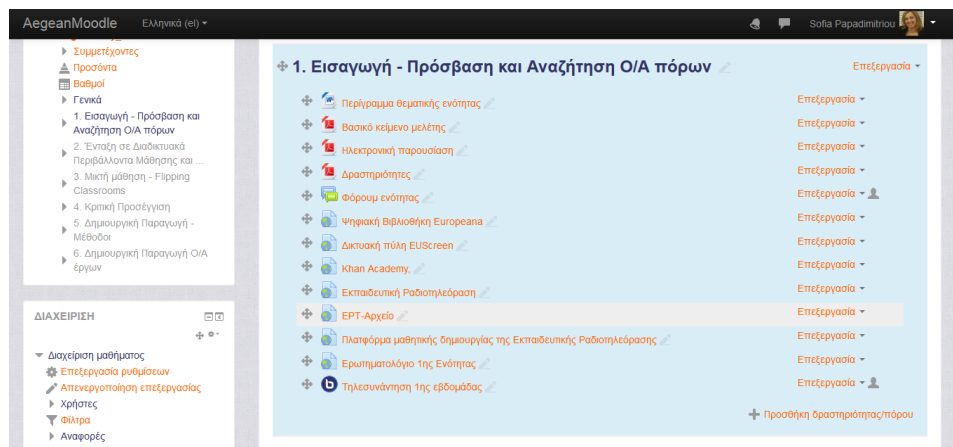 AegeanMoodle Ελληνικά (el) Sofia Papadimitriou
Συμμετέχοντες
Προσόντα
Βαθμοί
Γενικά
1. Εισαγωγή - Πρόσβαση και
Αναζήτηση Ο/Α πόρων
2. Ένταξη σε Διαδικτυακά
Περιβάλλοντα Μάθησης και ...
3. Μικτή μάθηση - Flipping
Classrooms
4. Κριτική Προσέγγιση
5. Δημιουργική Παραγωγή -
Μέθοδοι
6. Δημιουργική Παραγωγή Ο/Α
έργων
ΔΙΑΧΕΙΡΙΣΗ
Διαχείριση μαθήματος
Επεξεργασία ρυθμίσεων
Απενεργοποίηση επεξεργασίας
Χρήστες
Φίλτρα
Αναφορές
1. Εισαγωγή - Πρόσβαση και Αναζήτηση Ο/Α πόρων Επεξεργασία
Περίγραμμα θεματικής ενότητας Επεξεργασία
Βασικό κείμενο μελέτης Επεξεργασία
Ηλεκτρονική παρουσίαση Επεξεργασία
Δραστηριότητες Επεξεργασία
Φόρουμ ενότητας Επεξεργασία
Ψηφιακή Βιβλιοθήκη Europeana Επεξεργασία
Δικτυακή πύλη EUScreen Επεξεργασία
Khan Academy, Επεξεργασία
Εκπαιδευτική Ραδιοτηλεόραση Επεξεργασία
ΕΡΤ-Αρχείο Επεξεργασία
Πλατφόρμα μαθητικής δημιουργίας της Εκπαιδευτικής Ραδιοτηλεόρασης Επεξεργασία
Ερωτηματολόγιο 1ης Ενότητας Επεξεργασία
Τηλεσυνάντηση 1ης εβδομάδας Επεξεργασία
Προσθήκη δραστηριότητας/πόρου